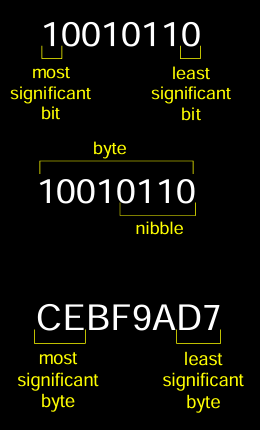 10010110
most least
significant significant
bit bit
byte
10010110
nibble
CEBF9AD7
most least
significant significant
byte byte